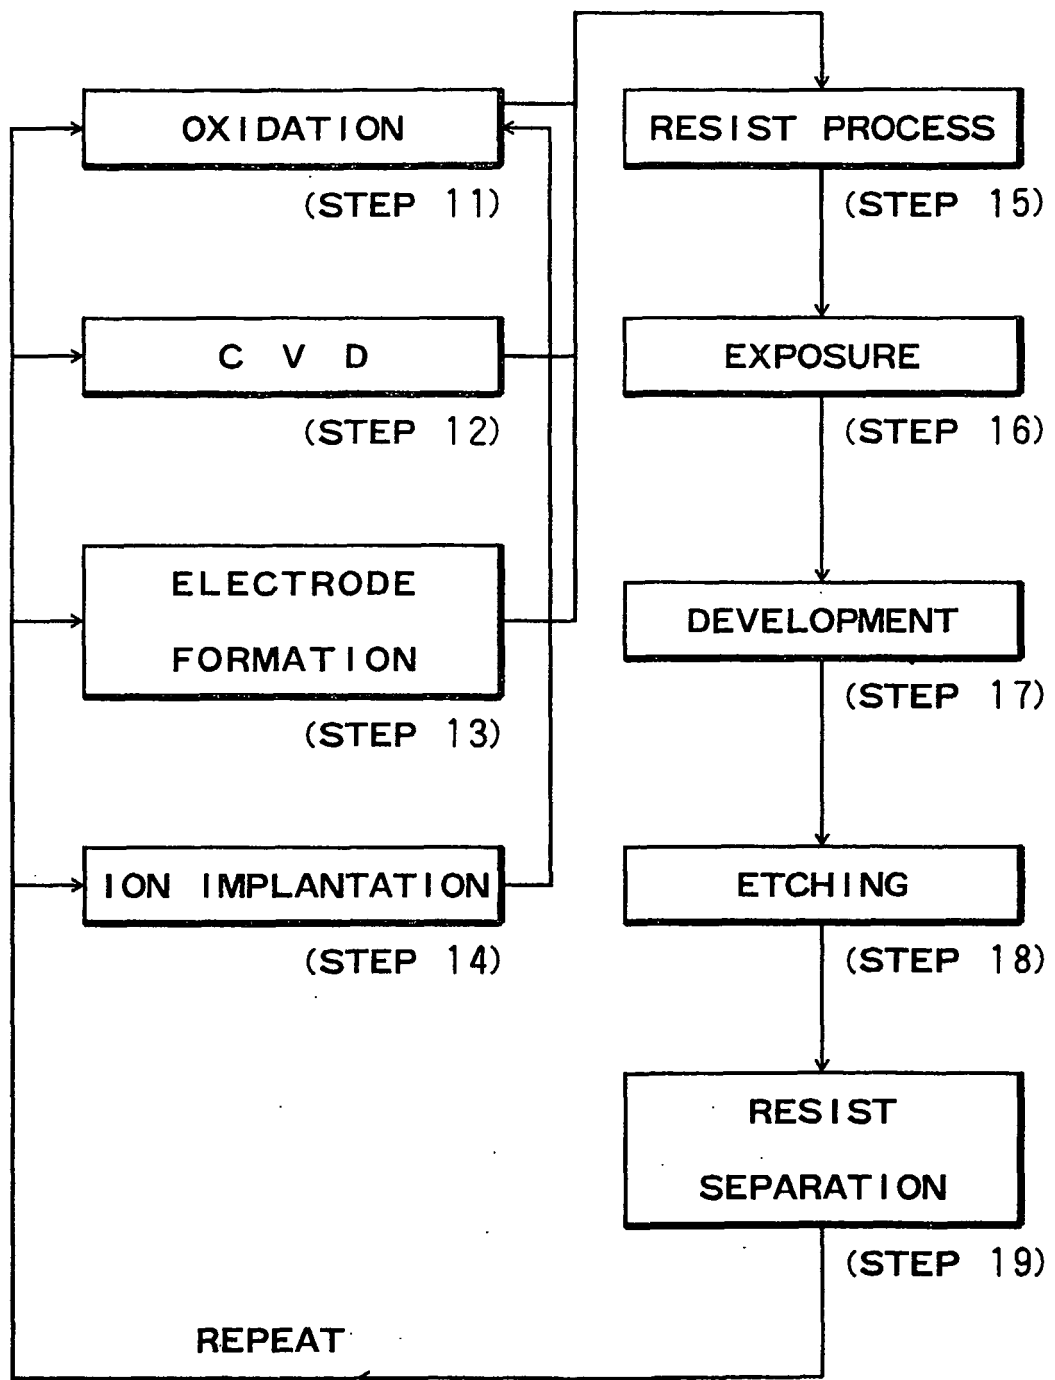 OXIDATION
(STEP 11)
CVD
(STEP 12)
ELECTRODE
FORMATION
(STEP 13)
ION IMPLANTATION
(STEP 14)
RESIST PROCESS
(STEP 15)
EXPOSURE
(STEP 16)
DEVELOPMENT
(STEP 17)
ETCHING
(STEP 18)
RESIST
SEPARATION
(STEP 19)
REPEAT